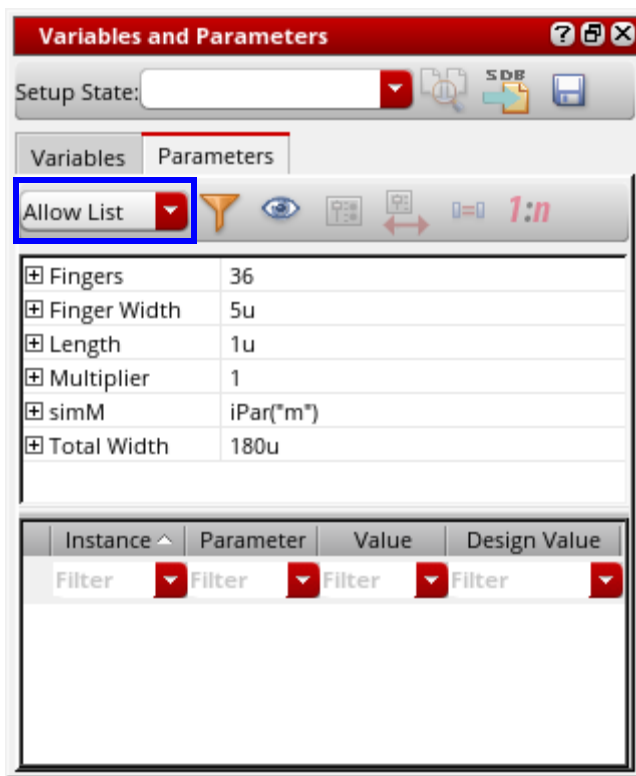 Variables and Parameters
Setup State:
SDB
Variables Parameters
Allow List 1:n
Fingers 36
Finger Width 5u
Length 1u
Multiplier 1
simM iPar("m")
Total Width 180u
Instance Parameter Value Design Value
Filter Filter Filter Filter